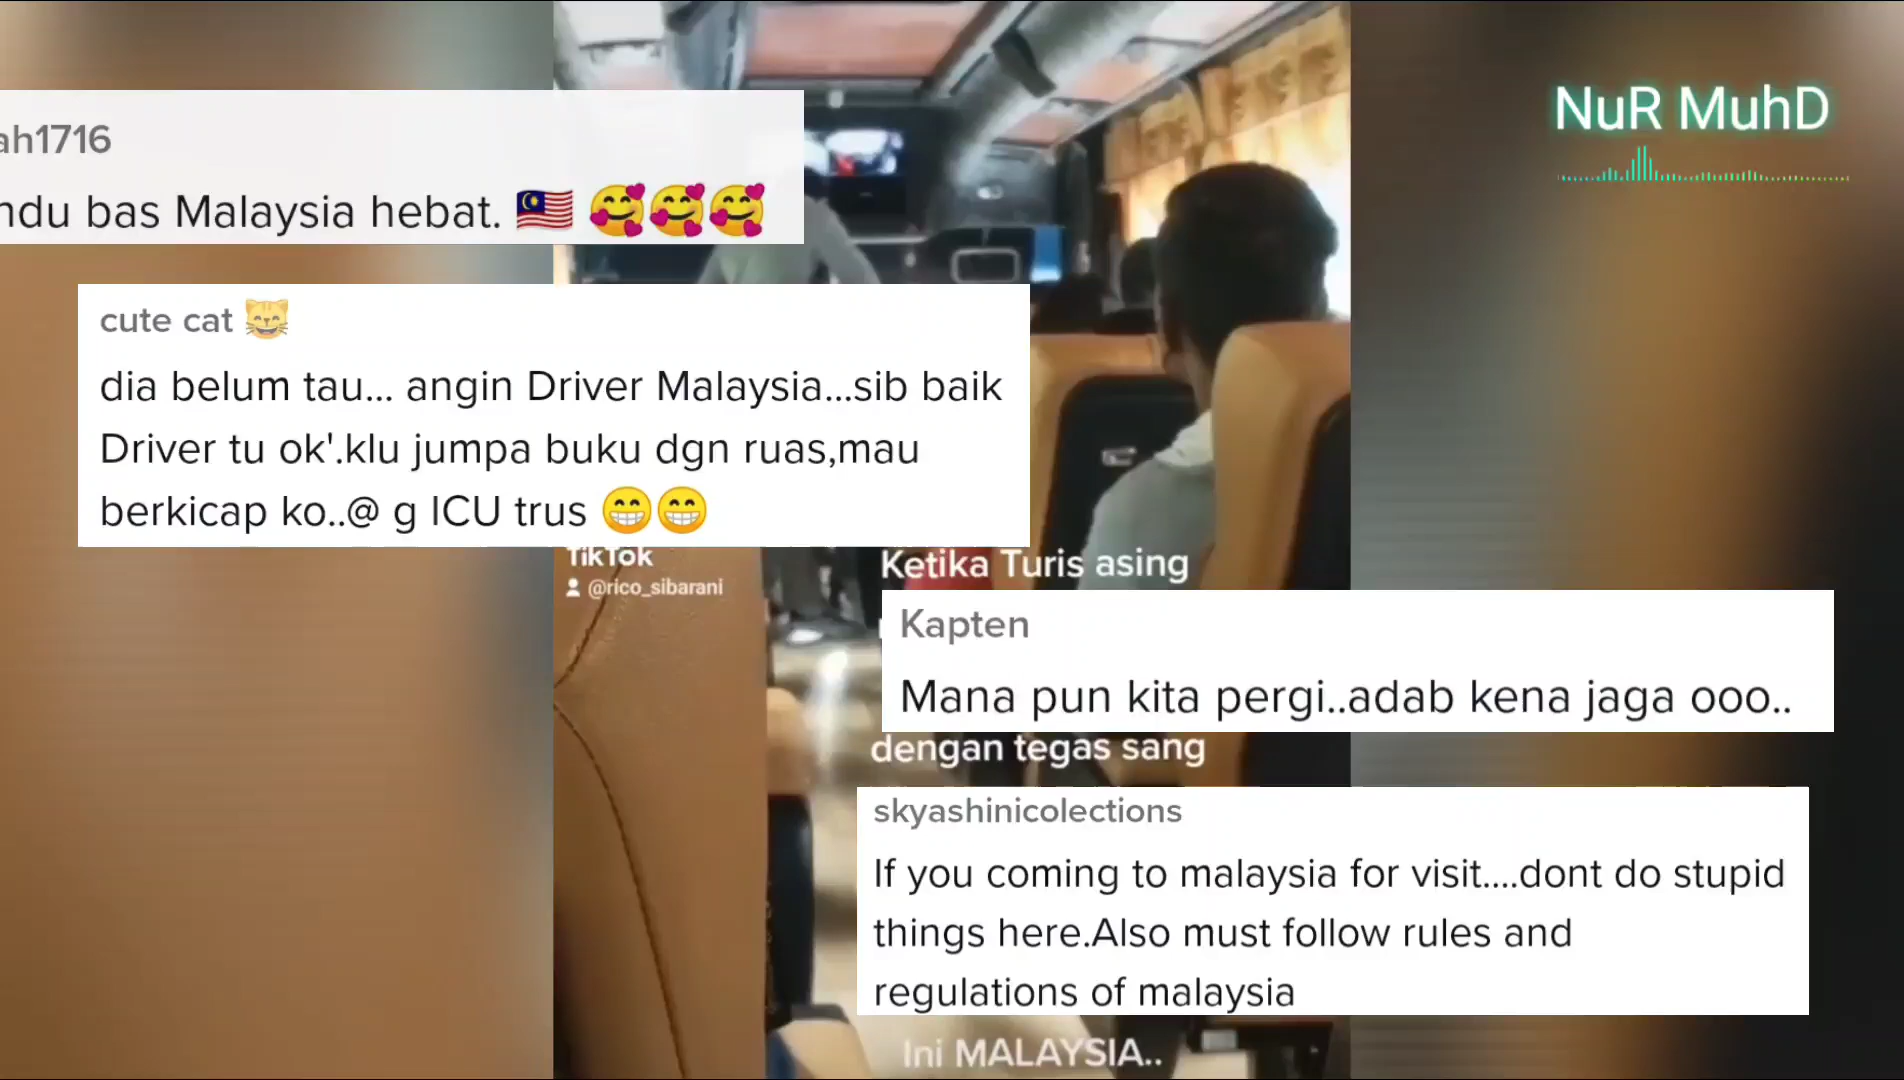 NuR MuhD
ah1716
ndu bas Malaysia hebat. 🇲🇾 🥰🥰🥰
cute cat 😸
dia belum tau... angin Driver Malaysia...sib baik
Driver tu ok'.klu jumpa buku dgn ruas,mau
berkicap ko..@ g ICU trus 😁😁
TikTok
@rico_sibarani
Ketika Turis asing
Kapten
Mana pun kita pergi..adab kena jaga ooo..
dengan tegas sang
skyashinicolections
If you coming to malaysia for visit....dont do stupid
things here.Also must follow rules and
regulations of malaysia
Ini MALAYSIA..